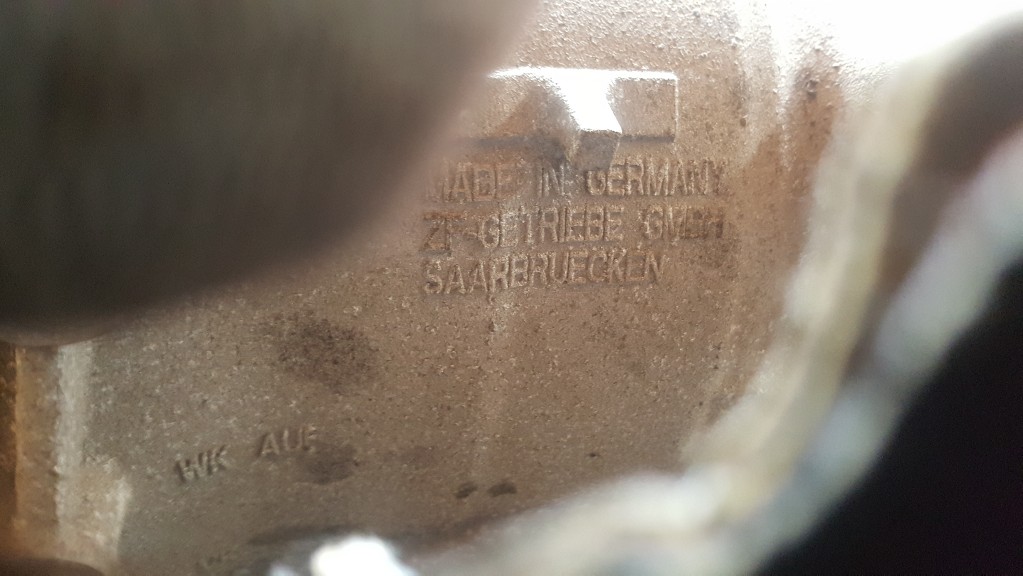 MADE IN GERMANY
ZF-GETRIEBE GMBH
SAARBRUECKEN
WK AUF